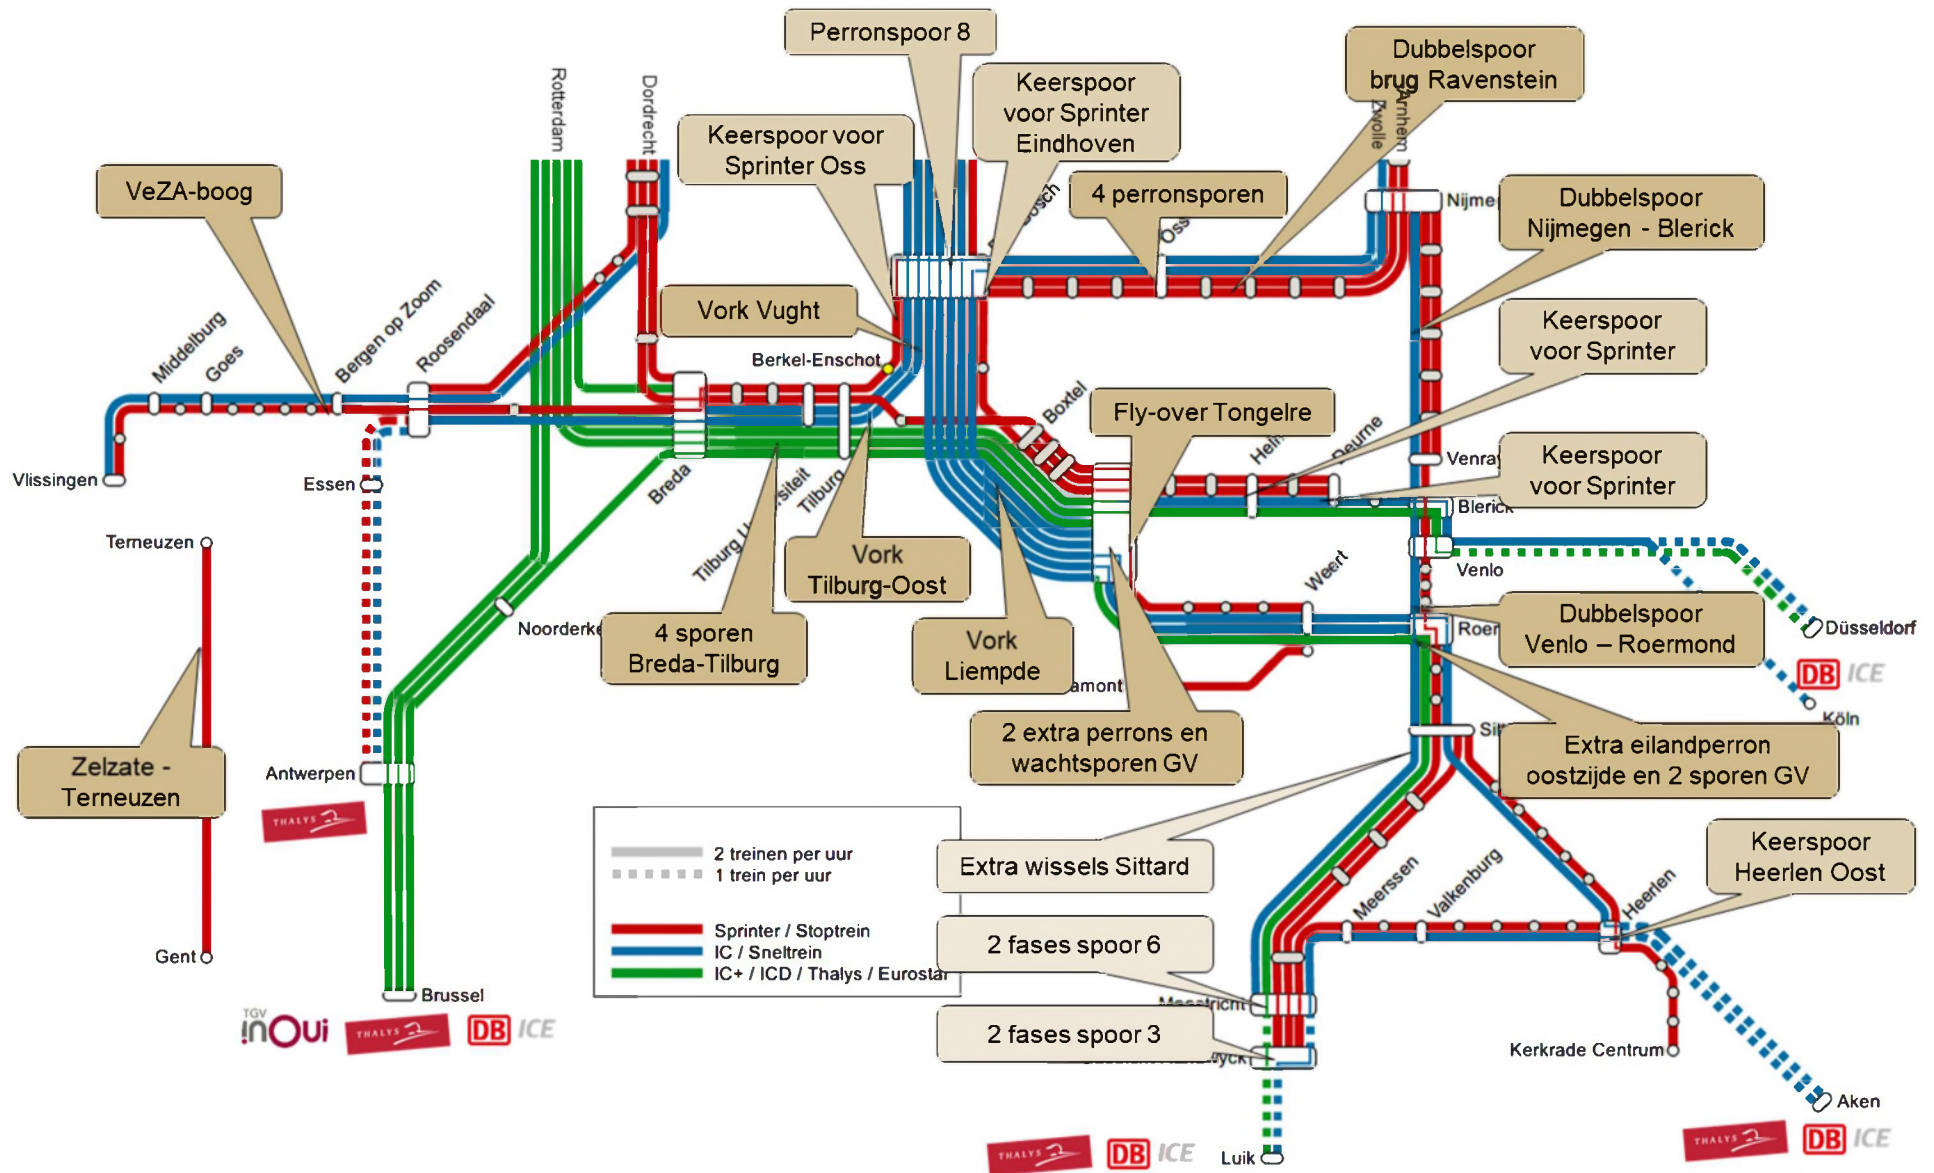 Perronspoor 8
Dubbelspoor
brug Ravenstein
Rotterdam
Dordrecht
Keerspoor
voor Sprinter
Eindhoven
Zwolle
Arnhem
Keerspoor voor
Sprinter Oss
VeZA-boog
4 perronsporen
Oss
Nijme
Dubbelspoor
Nijmegen - Blerick
Vork Vught
Keerspoor
voor Sprinter
Middelburg
Goes
Bergen op Zoom
Roosendaal
Berkel-Enschot
Boxtel
Fly-over Tongelre
Deurne
Vlissingen
Essen
Breda
Tilburg
Venray
Keerspoor
voor Sprinter
Blerick
Terneuzen
Vork
Tilburg-Oost
Weert
Venlo
Noorderke
4 sporen
Breda-Tilburg
Vork
Liempde
Roer
Dubbelspoor
Venlo – Roermond
Düsseldorf
DB ICE
amont
Köln
2 extra perrons en
wachtsporen GV
Sit
Extra eilandperron
oostzijde en 2 sporen GV
Zelzate -
Terneuzen
Antwerpen
THALYS
2 treinen per uur
1 trein per uur
Sprinter / Stoptrein
IC / Sneltrein
IC+ / ICD / Thalys / Eurostar
Extra wissels Sittard
Keerspoor
Heerlen Oost
Meerssen
Valkenburg
Heerlen
2 fases spoor 6
Gent
Brussel
Maastricht
TGV
inOui
THALYS
DB ICE
2 fases spoor 3
Kerkrade Centrum
Aken
THALYS
DB ICE
Luik
THALYS
DB ICE